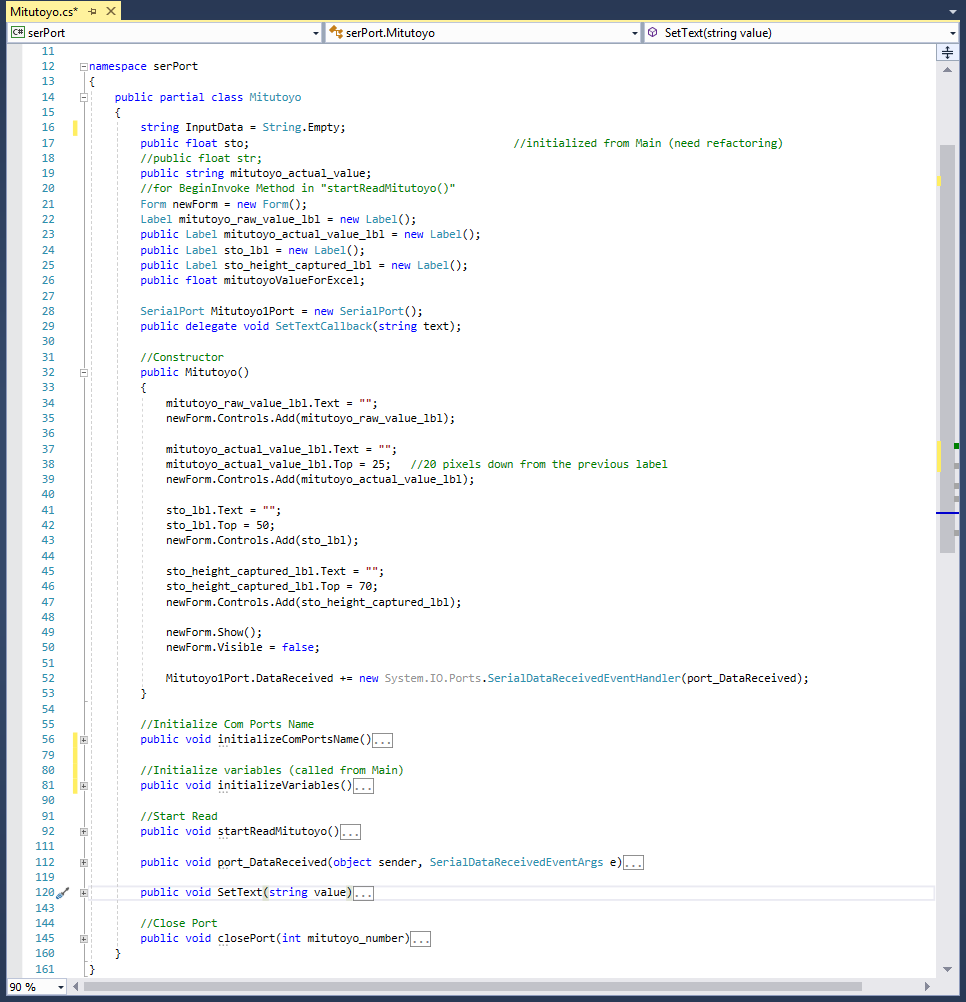 Mitutoyo.cs*
C# serPort
serPort.Mitutoyo
SetText(string value)
11
12 namespace serPort
13 {
14 public partial class Mitutoyo
15 {
16 string InputData = String.Empty;
17 public float sto; //initialized from Main (need refactoring)
18 //public float str;
19 public string mitutoyo_actual_value;
20 //for BeginInvoke Method in "startReadMitutoyo()"
21 Form newForm = new Form();
22 Label mitutoyo_raw_value_lbl = new Label();
23 public Label mitutoyo_actual_value_lbl = new Label();
24 public Label sto_lbl = new Label();
25 public Label sto_height_captured_lbl = new Label();
26 public float mitutoyoValueForExcel;
27
28 SerialPort Mitutoyo1Port = new SerialPort();
29 public delegate void SetTextCallback(string text);
30
31 //Constructor
32 public Mitutoyo()
33 {
34 mitutoyo_raw_value_lbl.Text = "";
35 newForm.Controls.Add(mitutoyo_raw_value_lbl);
36
37 mitutoyo_actual_value_lbl.Text = "";
38 mitutoyo_actual_value_lbl.Top = 25; //20 pixels down from the previous label
39 newForm.Controls.Add(mitutoyo_actual_value_lbl);
40
41 sto_lbl.Text = "";
42 sto_lbl.Top = 50;
43 newForm.Controls.Add(sto_lbl);
44
45 sto_height_captured_lbl.Text = "";
46 sto_height_captured_lbl.Top = 70;
47 newForm.Controls.Add(sto_height_captured_lbl);
48
49 newForm.Show();
50 newForm.Visible = false;
51
52 Mitutoyo1Port.DataReceived += new System.IO.Ports.SerialDataReceivedEventHandler(port_DataReceived);
53 }
54
55 //Initialize Com Ports Name
56 public void initializeComPortsName()...
79
80 //Initialize variables (called from Main)
81 public void initializeVariables()...
90
91 //Start Read
92 public void startReadMitutoyo()...
111
112 public void port_DataReceived(object sender, SerialDataReceivedEventArgs e)...
119
120 public void SetText(string value)...
143
144 //Close Port
145 public void closePort(int mitutoyo_number)...
160 }
161 }
90 %